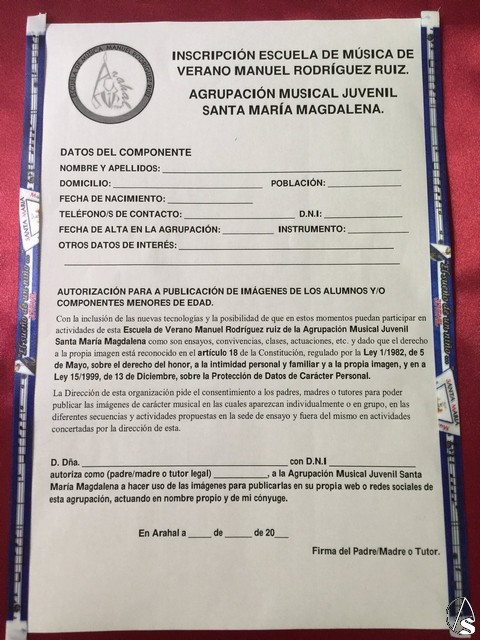 INSCRIPCIÓN ESCUELA DE MÚSICA DE
VERANO MANUEL RODRÍGUEZ RUIZ.
AGRUPACIÓN MUSICAL JUVENIL
SANTA MARÍA MAGDALENA.
Arahal
DATOS DEL COMPONENTE
NOMBRE Y APELLIDOS:
DOMICILIO: POBLACIÓN:
FECHA DE NACIMIENTO:
TELÉFONO/S DE CONTACTO: D.N.I:
FECHA DE ALTA EN LA AGRUPACIÓN: INSTRUMENTO:
OTROS DATOS DE INTERÉS:
AUTORIZACIÓN PARA A PUBLICACIÓN DE IMÁGENES DE LOS ALUMNOS Y/O
COMPONENTES MENORES DE EDAD.
Con la inclusión de las nuevas tecnologías y la posibilidad de que en estos momentos puedan participar en
actividades de esta Escuela de Verano Manuel Rodríguez ruiz de la Agrupación Musical Juvenil
Santa María Magdalena como son ensayos, convivencias, clases, actuaciones, etc. y dado que el derecho
a la propia imagen está reconocido en el artículo 18 de la Constitución, regulado por la Ley 1/1982, de 5
de Mayo, sobre el derecho del honor, a la intimidad personal y familiar y a la propia imagen, y en a
Ley 15/1999, de 13 de Diciembre, sobre la Protección de Datos de Carácter Personal.
La Dirección de esta organización pide el consentimiento a los padres, madres o tutores para poder
publicar las imágenes de carácter musical en las cuales aparezcan individualmente o en grupo, en las
diferentes secuencias y actividades propuestas en la sede de ensayo y fuera del mismo en actividades
concertadas por la dirección de esta.
D. Dña. con D.N.I
autoriza como (padre/madre o tutor legal) , a la Agrupación Musical Juvenil Santa
María Magdalena a hacer uso de las imágenes para publicarlas en su propia web o redes sociales de
esta agrupación, actuando en nombre propio y de mi cónyuge.
En Arahal a de de 20
Firma del Padre/Madre o Tutor.
SANTA MARÍA
SANTA MARÍA